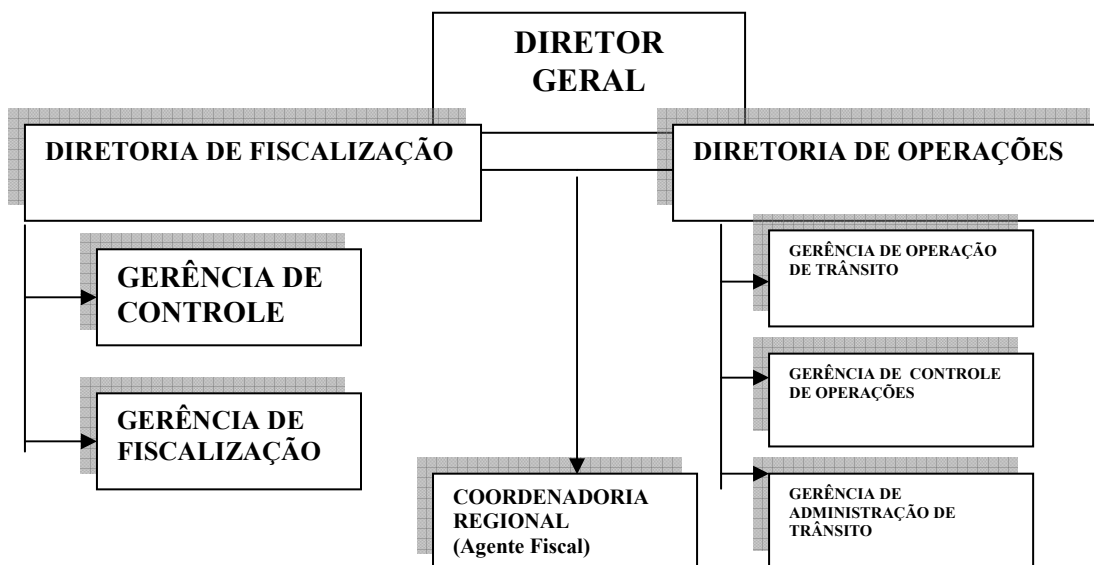 DIRETOR
GERAL
DIRETORIA DE FISCALIZAÇÃO
DIRETORIA DE OPERAÇÕES
GERÊNCIA DE
CONTROLE
GERÊNCIA DE
FISCALIZAÇÃO
COORDENADORIA
REGIONAL
(Agente Fiscal)
GERÊNCIA DE OPERAÇÃO
DE TRÂNSITO
GERÊNCIA DE CONTROLE
DE OPERAÇÕES
GERÊNCIA DE
ADMINISTRAÇÃO DE
TRÂNSITO